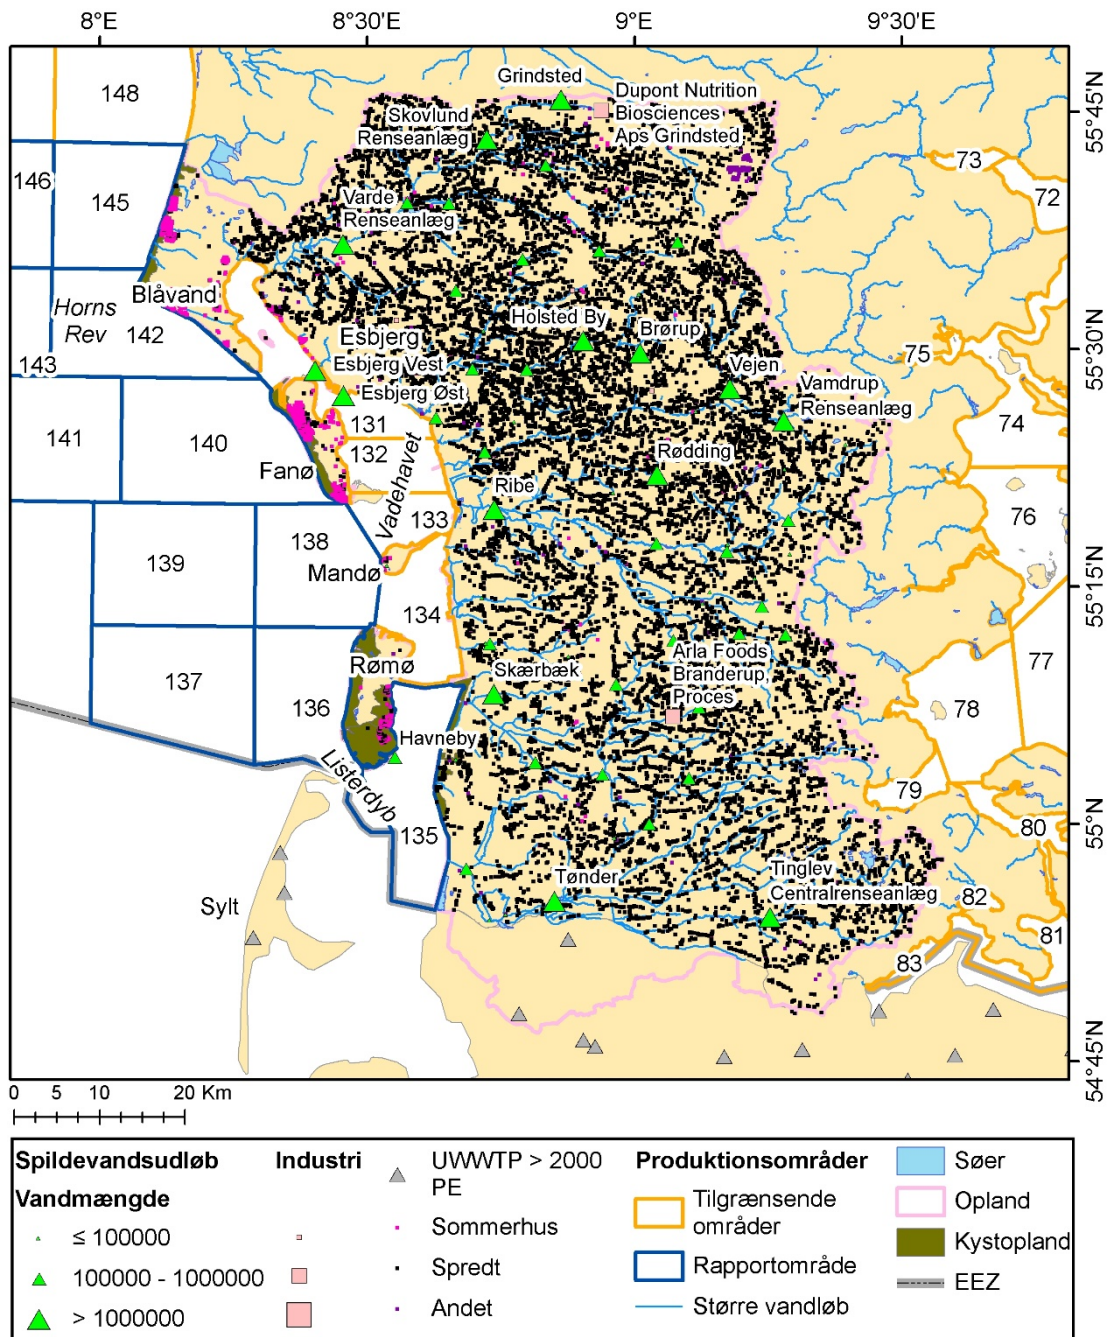 8°E
8°30'E
9°E
9°30'E
148
Grindsted
Dupont Nutrition
Biosciences
Aps Grindsted
Skovlund
Renseanlæg
55°45'N
73
146
145
72
Varde
Renseanlæg
Blåvand
Horns
Rev
142
Esbjerg
Holsted By
Brørup
55°30'N
143
75
Esbjerg Vest
Vejen
Esbjerg Øst
Vamdrup
Renseanlæg
141
140
131
74
132
Fanø
Vadehavet
Rødding
Ribe
133
76
138
139
Mandø
55°15'N
134
77
Rømø
Arla Foods
Branderup,
Proces
137
136
Skærbæk
78
Havneby
Listerdyb
79
135
80
55°N
Sylt
Tønder
Tinglev
Centralrenseanlæg
82
81
83
54°45'N
0 5 10 20 Km
Spildevandsudløb
Vandmængde
≤ 100000
100000 - 1000000
> 1000000
Industri
UWWTP > 2000
PE
Sommerhus
Spredt
Andet
Produktionsområder
Tilgrænsende
områder
Rapportområde
Større vandløb
Søer
Opland
Kystopland
EEZ